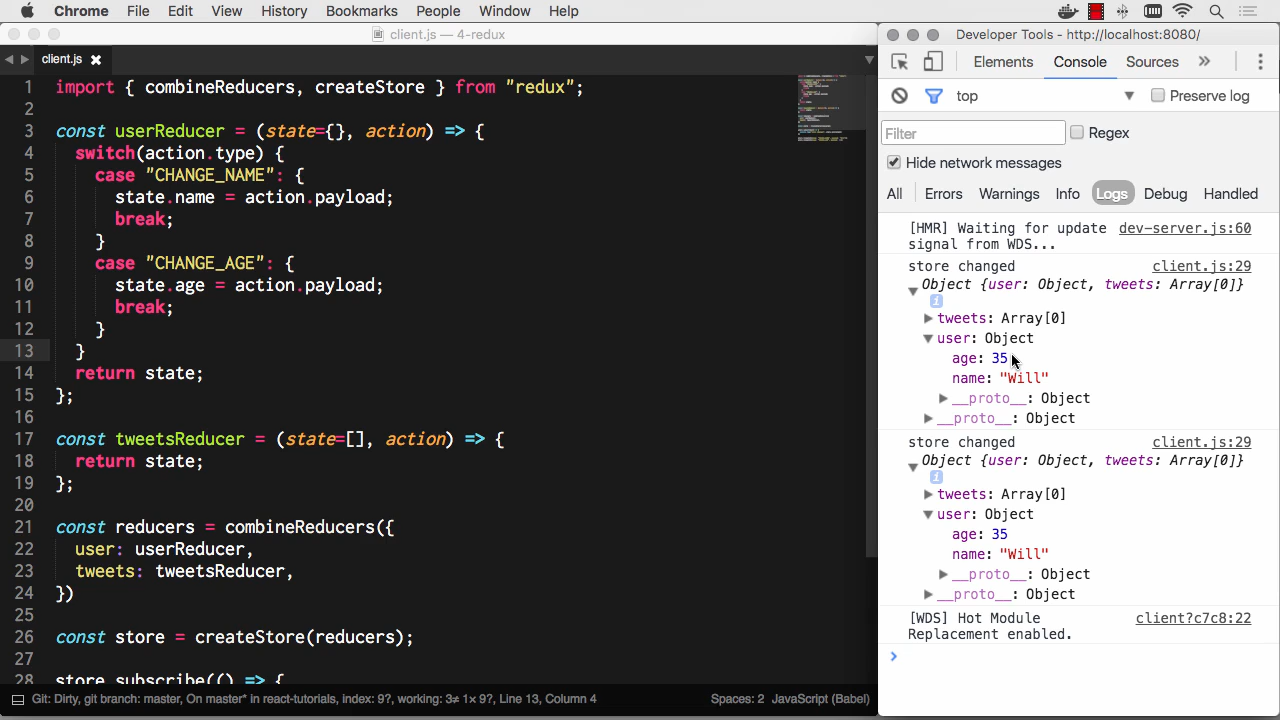 Chrome File Edit View History Bookmarks People Window Help
client.js — 4-redux
client.js
1 import { combineReducers, createStore } from "redux";
2
3 const userReducer = (state={}, action) => {
4 switch(action.type) {
5 case "CHANGE_NAME": {
6 state.name = action.payload;
7 break;
8 }
9 case "CHANGE_AGE": {
10 state.age = action.payload;
11 break;
12 }
13 }
14 return state;
15 };
16
17 const tweetsReducer = (state=[], action) => {
18 return state;
19 };
20
21 const reducers = combineReducers({
22 user: userReducer,
23 tweets: tweetsReducer,
24 })
25
26 const store = createStore(reducers);
27
28 store.subscribe(() => {
Git: Dirty, git branch: master, On master* in react-tutorials, index: 9?, working: 3≠ 1× 9?, Line 13, Column 4 Spaces: 2 JavaScript (Babel)
Developer Tools - http://localhost:8080/
Elements Console Sources »
top Preserve log
Filter Regex
Hide network messages
All Errors Warnings Info Logs Debug Handled
[HMR] Waiting for update dev-server.js:60
signal from WDS...
store changed client.js:29
Object {user: Object, tweets: Array[0]}
i
tweets: Array[0]
user: Object
age: 35
name: "Will"
__proto__: Object
__proto__: Object
store changed client.js:29
Object {user: Object, tweets: Array[0]}
i
tweets: Array[0]
user: Object
age: 35
name: "Will"
__proto__: Object
__proto__: Object
[WDS] Hot Module client?c7c8:22
Replacement enabled.